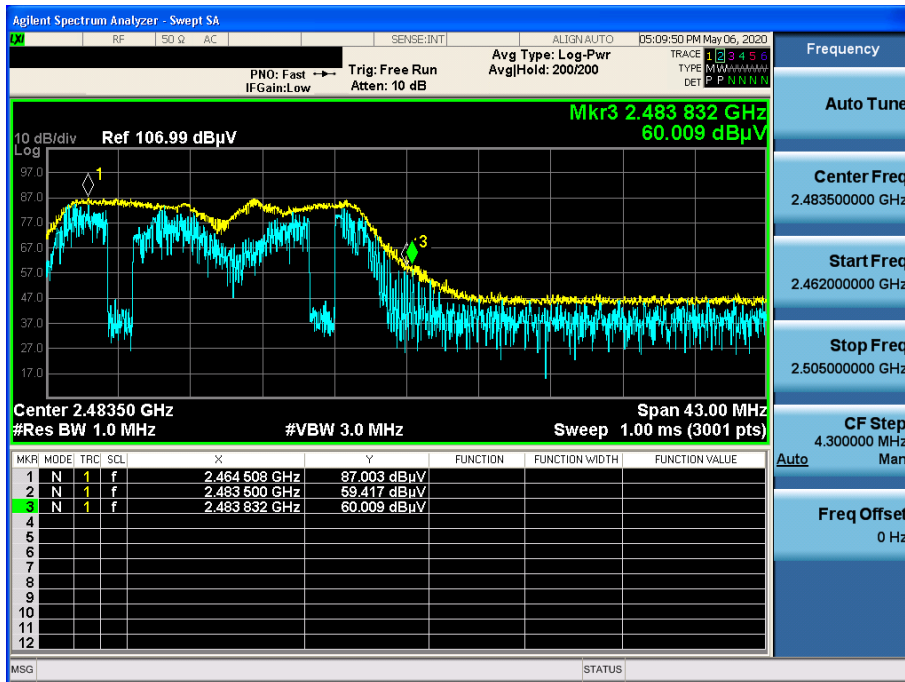 Agilent Spectrum Analyzer - Swept SA
LXI RF 50 Ω AC SENSE:INT ALIGN AUTO 05:09:50 PM May 06, 2020
PNO: Fast Trig: Free Run Avg Type: Log-Pwr TRACE 1 2 3 4 5 6
IFGain:Low Atten: 10 dB Avg|Hold: 200/200 TYPE M W W W W W
DET P P N N N N
Frequency
Mkr3 2.483 832 GHz
60.009 dBµV
10 dB/div Ref 106.99 dBµV
Log
97.0
87.0
77.0
67.0
57.0
47.0
37.0
27.0
17.0
1
3
Center 2.48350 GHz Span 43.00 MHz
#Res BW 1.0 MHz #VBW 3.0 MHz Sweep 1.00 ms (3001 pts)
MKR MODE TRC SCL X Y FUNCTION FUNCTION WIDTH FUNCTION VALUE
1 N 1 f 2.464 508 GHz 87.003 dBµV
2 N 1 f 2.483 500 GHz 59.417 dBµV
3 N 1 f 2.483 832 GHz 60.009 dBµV
4
5
6
7
8
9
10
11
12
MSG STATUS
Auto Tune
Center Freq
2.483500000 GHz
Start Freq
2.462000000 GHz
Stop Freq
2.505000000 GHz
CF Step
4.300000 MHz
Auto Man
Freq Offset
0 Hz